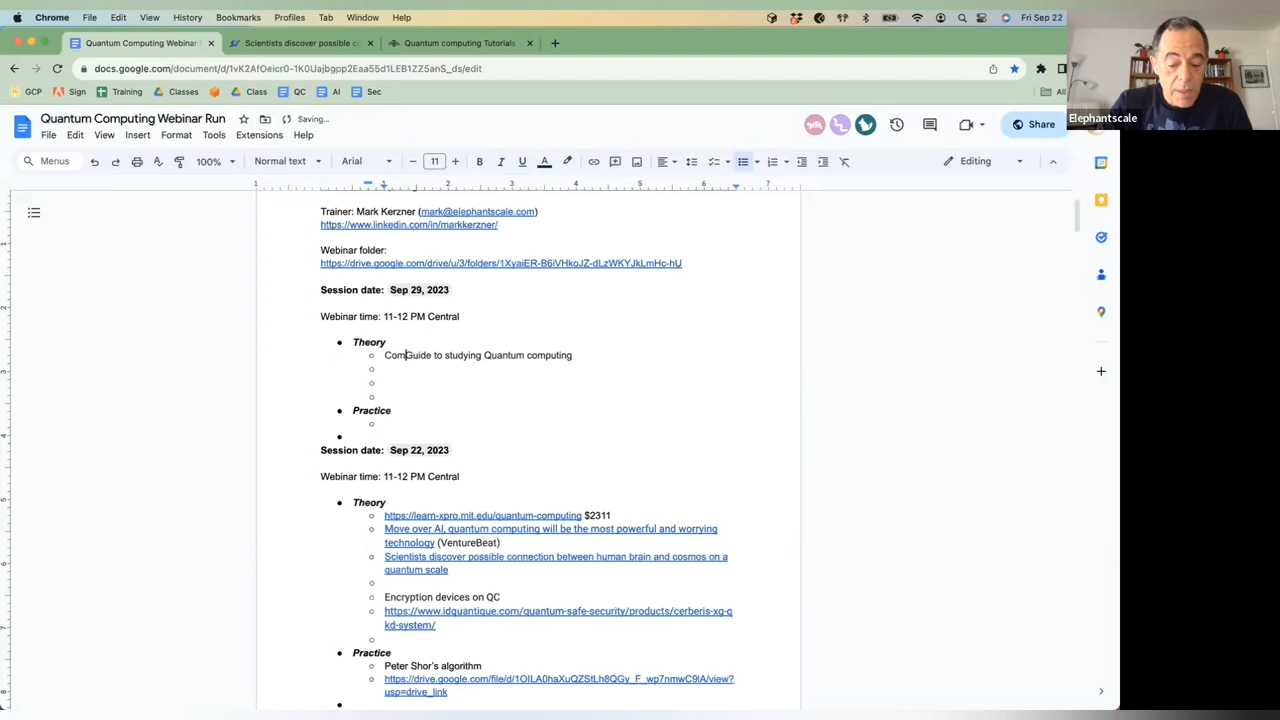 Chrome File Edit View History Bookmarks Profiles Tab Window Help Fri Sep 22
Quantum Computing Webinar Scientists discover possible c Quantum computing Tutorials
docs.google.com/document/d/1vK2AfOeicr0-1K0Uajbgpp2Eaa55d1LEB1ZZ5anS_ds/edit
GCP Sign Training Classes Class QC AI Sec
Elephantscale
Quantum Computing Webinar Run Saving...
File Edit View Insert Format Tools Extensions Help
Share
Menus 100% Normal text Arial 11 B I U A Editing
1 1 2 3 4 5 6 7
Trainer: Mark Kerzner (mark@elephantscale.com)
https://www.linkedin.com/in/markkerzner/
Webinar folder:
https://drive.google.com/drive/u/3/folders/1XyaiER-B6iVHkoJZ-dLzWKYJkLmHc-hU
Session date: Sep 29, 2023
Webinar time: 11-12 PM Central
Theory
ComGuide to studying Quantum computing
Practice
Session date: Sep 22, 2023
Webinar time: 11-12 PM Central
Theory
https://learn-xpro.mit.edu/quantum-computing $2311
Move over AI, quantum computing will be the most powerful and worrying
technology (VentureBeat)
Scientists discover possible connection between human brain and cosmos on a
quantum scale
Encryption devices on QC
https://www.idquantique.com/quantum-safe-security/products/cerberis-xg-q
kd-system/
Practice
Peter Shor's algorithm
https://drive.google.com/file/d/1OILA0haXuQZStLh8QGy_F_wp7nmwC9lA/view?
usp=drive_link